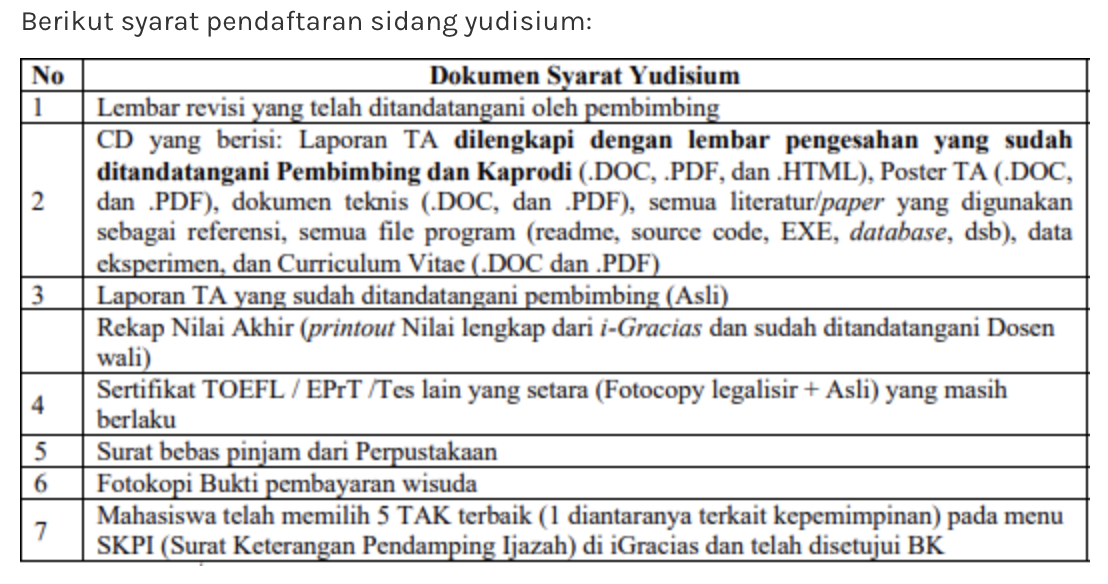 Berikut syarat pendaftaran sidang yudisium:
No Dokumen Syarat Yudisium
1 Lembar revisi yang telah ditandatangani oleh pembimbing
CD yang berisi: Laporan TA dilengkapi dengan lembar pengesahan yang sudah
ditandatangani Pembimbing dan Kaprodi (.DOC, .PDF, dan .HTML), Poster TA (.DOC,
2 dan .PDF), dokumen teknis (.DOC, dan .PDF), semua literatur/paper yang digunakan
sebagai referensi, semua file program (readme, source code, EXE, database, dsb), data
eksperimen, dan Curriculum Vitae (.DOC dan .PDF)
3 Laporan TA yang sudah ditandatangani pembimbing (Asli)
Rekap Nilai Akhir (printout Nilai lengkap dari i-Gracias dan sudah ditandatangani Dosen
wali)
4 Sertifikat TOEFL / EPrT /Tes lain yang setara (Fotocopy legalisir + Asli) yang masih
berlaku
5 Surat bebas pinjam dari Perpustakaan
6 Fotokopi Bukti pembayaran wisuda
7 Mahasiswa telah memilih 5 TAK terbaik (1 diantaranya terkait kepemimpinan) pada menu
SKPI (Surat Keterangan Pendamping Ijazah) di iGracias dan telah disetujui BK